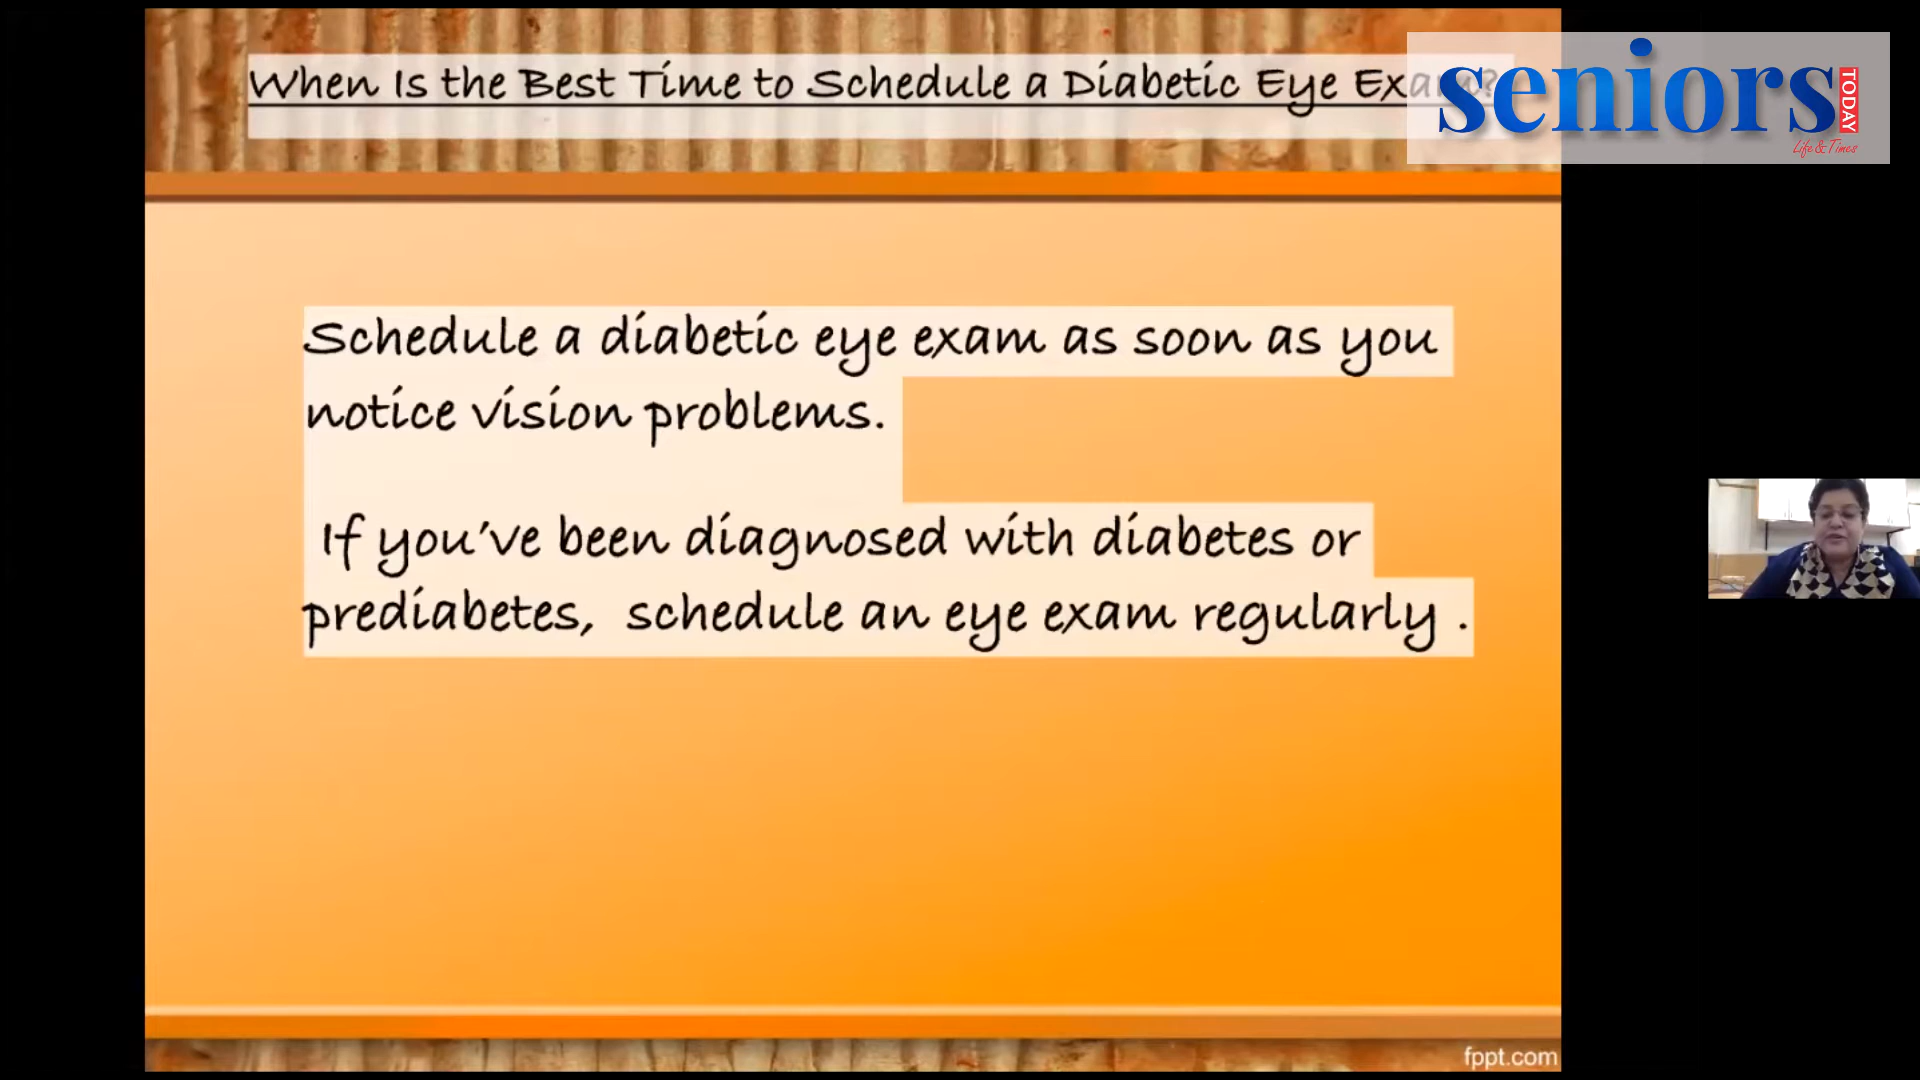 When Is the Best Time to Schedule a Diabetic Eye Exam?
seniors
TODAY
Life & Times
Schedule a diabetic eye exam as soon as you
notice vision problems.
If you've been diagnosed with diabetes or
prediabetes, schedule an eye exam regularly .
fppt.com